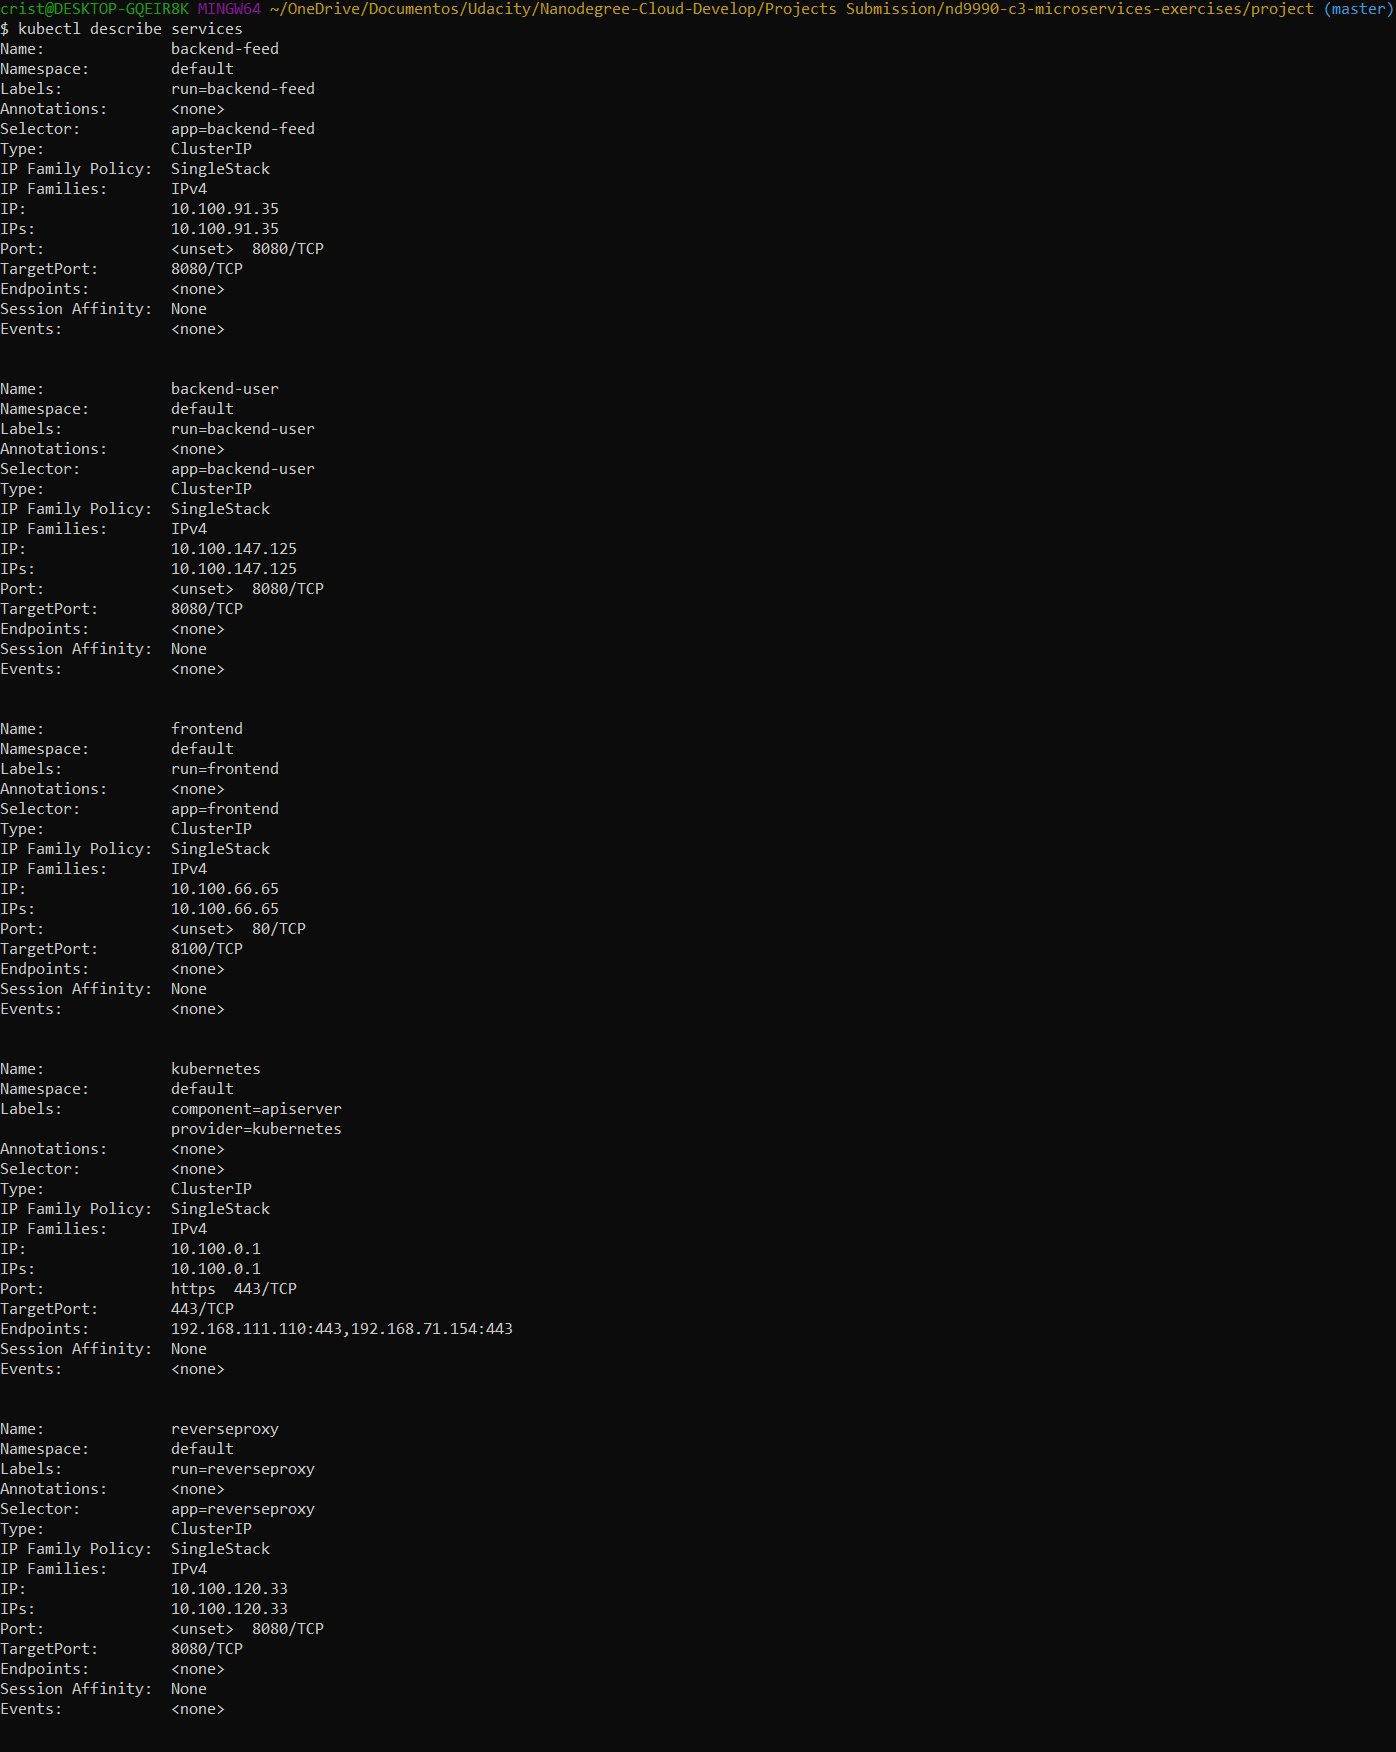 crist@DESKTOP-GQEIR8K MINGW64 ~/OneDrive/Documentos/Udacity/Nanodegree-Cloud-Develop/Projects Submission/nd9990-c3-microservices-exercises/project (master)
$ kubectl describe services
Name:              backend-feed
Namespace:         default
Labels:            run=backend-feed
Annotations:       <none>
Selector:          app=backend-feed
Type:              ClusterIP
IP Family Policy:  SingleStack
IP Families:       IPv4
IP:                10.100.91.35
IPs:               10.100.91.35
Port:              <unset>  8080/TCP
TargetPort:        8080/TCP
Endpoints:         <none>
Session Affinity:  None
Events:            <none>

Name:              backend-user
Namespace:         default
Labels:            run=backend-user
Annotations:       <none>
Selector:          app=backend-user
Type:              ClusterIP
IP Family Policy:  SingleStack
IP Families:       IPv4
IP:                10.100.147.125
IPs:               10.100.147.125
Port:              <unset>  8080/TCP
TargetPort:        8080/TCP
Endpoints:         <none>
Session Affinity:  None
Events:            <none>

Name:              frontend
Namespace:         default
Labels:            run=frontend
Annotations:       <none>
Selector:          app=frontend
Type:              ClusterIP
IP Family Policy:  SingleStack
IP Families:       IPv4
IP:                10.100.66.65
IPs:               10.100.66.65
Port:              <unset>  80/TCP
TargetPort:        8100/TCP
Endpoints:         <none>
Session Affinity:  None
Events:            <none>

Name:              kubernetes
Namespace:         default
Labels:            component=apiserver
                   provider=kubernetes
Annotations:       <none>
Selector:          <none>
Type:              ClusterIP
IP Family Policy:  SingleStack
IP Families:       IPv4
IP:                10.100.0.1
IPs:               10.100.0.1
Port:              https  443/TCP
TargetPort:        443/TCP
Endpoints:         192.168.111.110:443,192.168.71.154:443
Session Affinity:  None
Events:            <none>

Name:              reverseproxy
Namespace:         default
Labels:            run=reverseproxy
Annotations:       <none>
Selector:          app=reverseproxy
Type:              ClusterIP
IP Family Policy:  SingleStack
IP Families:       IPv4
IP:                10.100.120.33
IPs:               10.100.120.33
Port:              <unset>  8080/TCP
TargetPort:        8080/TCP
Endpoints:         <none>
Session Affinity:  None
Events:            <none>